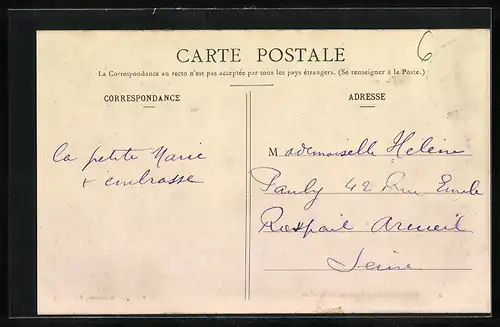 6
CARTE POSTALE
La Correspondance au recto n'est pas acceptée par tous les pays étrangers. (Se renseigner à la Poste.)
CORRESPONDANCE
ADRESSE
la petite Marie
t'embrasse
Mademoiselle Hélène
Pauly 42 Rue Emile
Raspail Arcueil
Seine